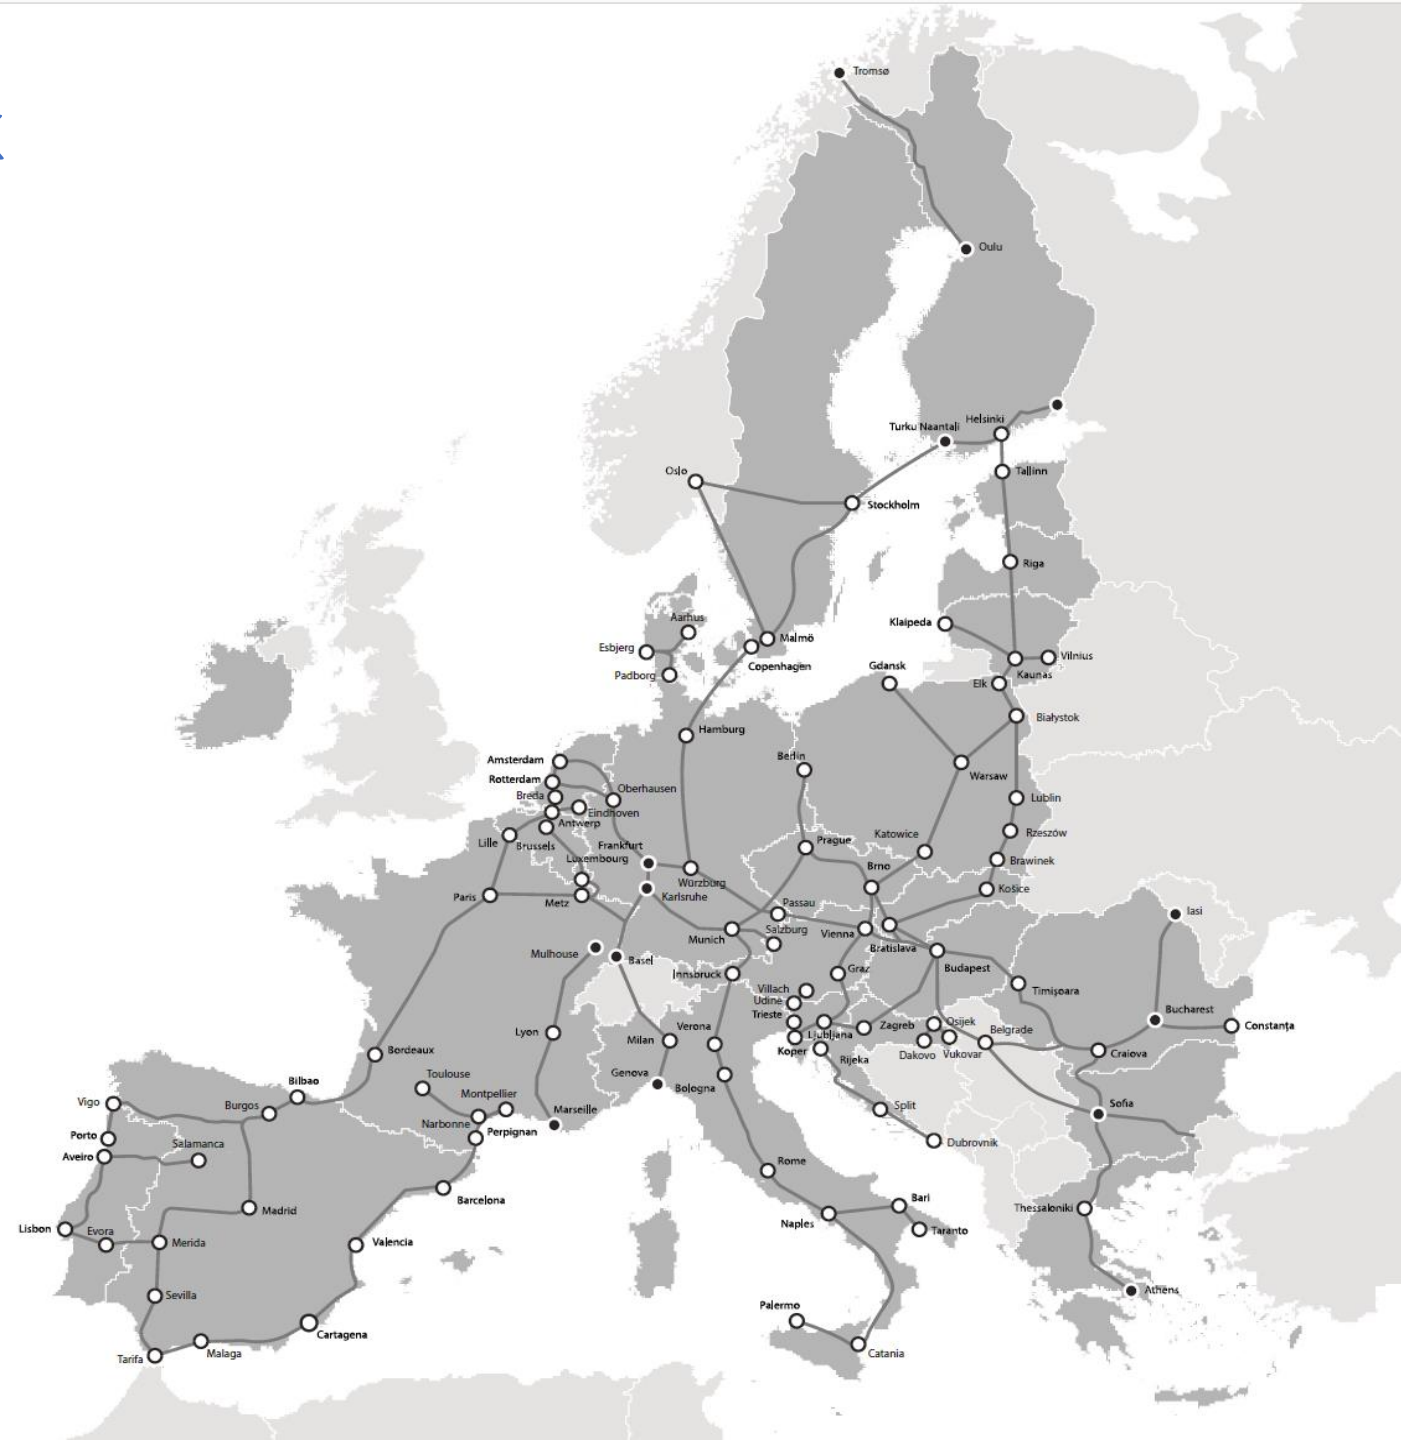 Tromsø
Oulu
Helsinki
Turku Naantali
Tallinn
Oslo
Stockholm
Riga
Aarhus
Klaipeda
Malmö
Esbjerg
Vilnius
Copenhagen
Gdansk
Kaunas
Padborg
Elk
Białystok
Hamburg
Berlin
Amsterdam
Warsaw
Rotterdam
Oberhausen
Breda
Lublin
Eindhoven
Antwerp
Rzeszów
Katowice
Prague
Lille
Brussels
Frankfurt
Luxembourg
Brawinek
Brno
Würzburg
Košice
Paris
Karlsruhe
Metz
Passau
Iasi
Salzburg
Vienna
Munich
Bratislava
Mulhouse
Basel
Budapest
Innsbruck
Graz
Villach
Timișoara
Udine
Bucharest
Trieste
Osijek
Constanța
Verona
Zagreb
Belgrade
Lyon
Ljubljana
Milan
Koper
Dakovo
Vukovar
Bordeaux
Craiova
Rijeka
Genova
Toulouse
Bologna
Bilbao
Montpellier
Vigo
Burgos
Sofia
Split
Marseille
Narbonne
Perpignan
Porto
Salamanca
Dubrovnik
Aveiro
Rome
Barcelona
Bari
Madrid
Thessaloniki
Naples
Lisbon
Evora
Taranto
Merida
Valencia
Athens
Sevilla
Palermo
Cartagena
Malaga
Catania
Tarifa